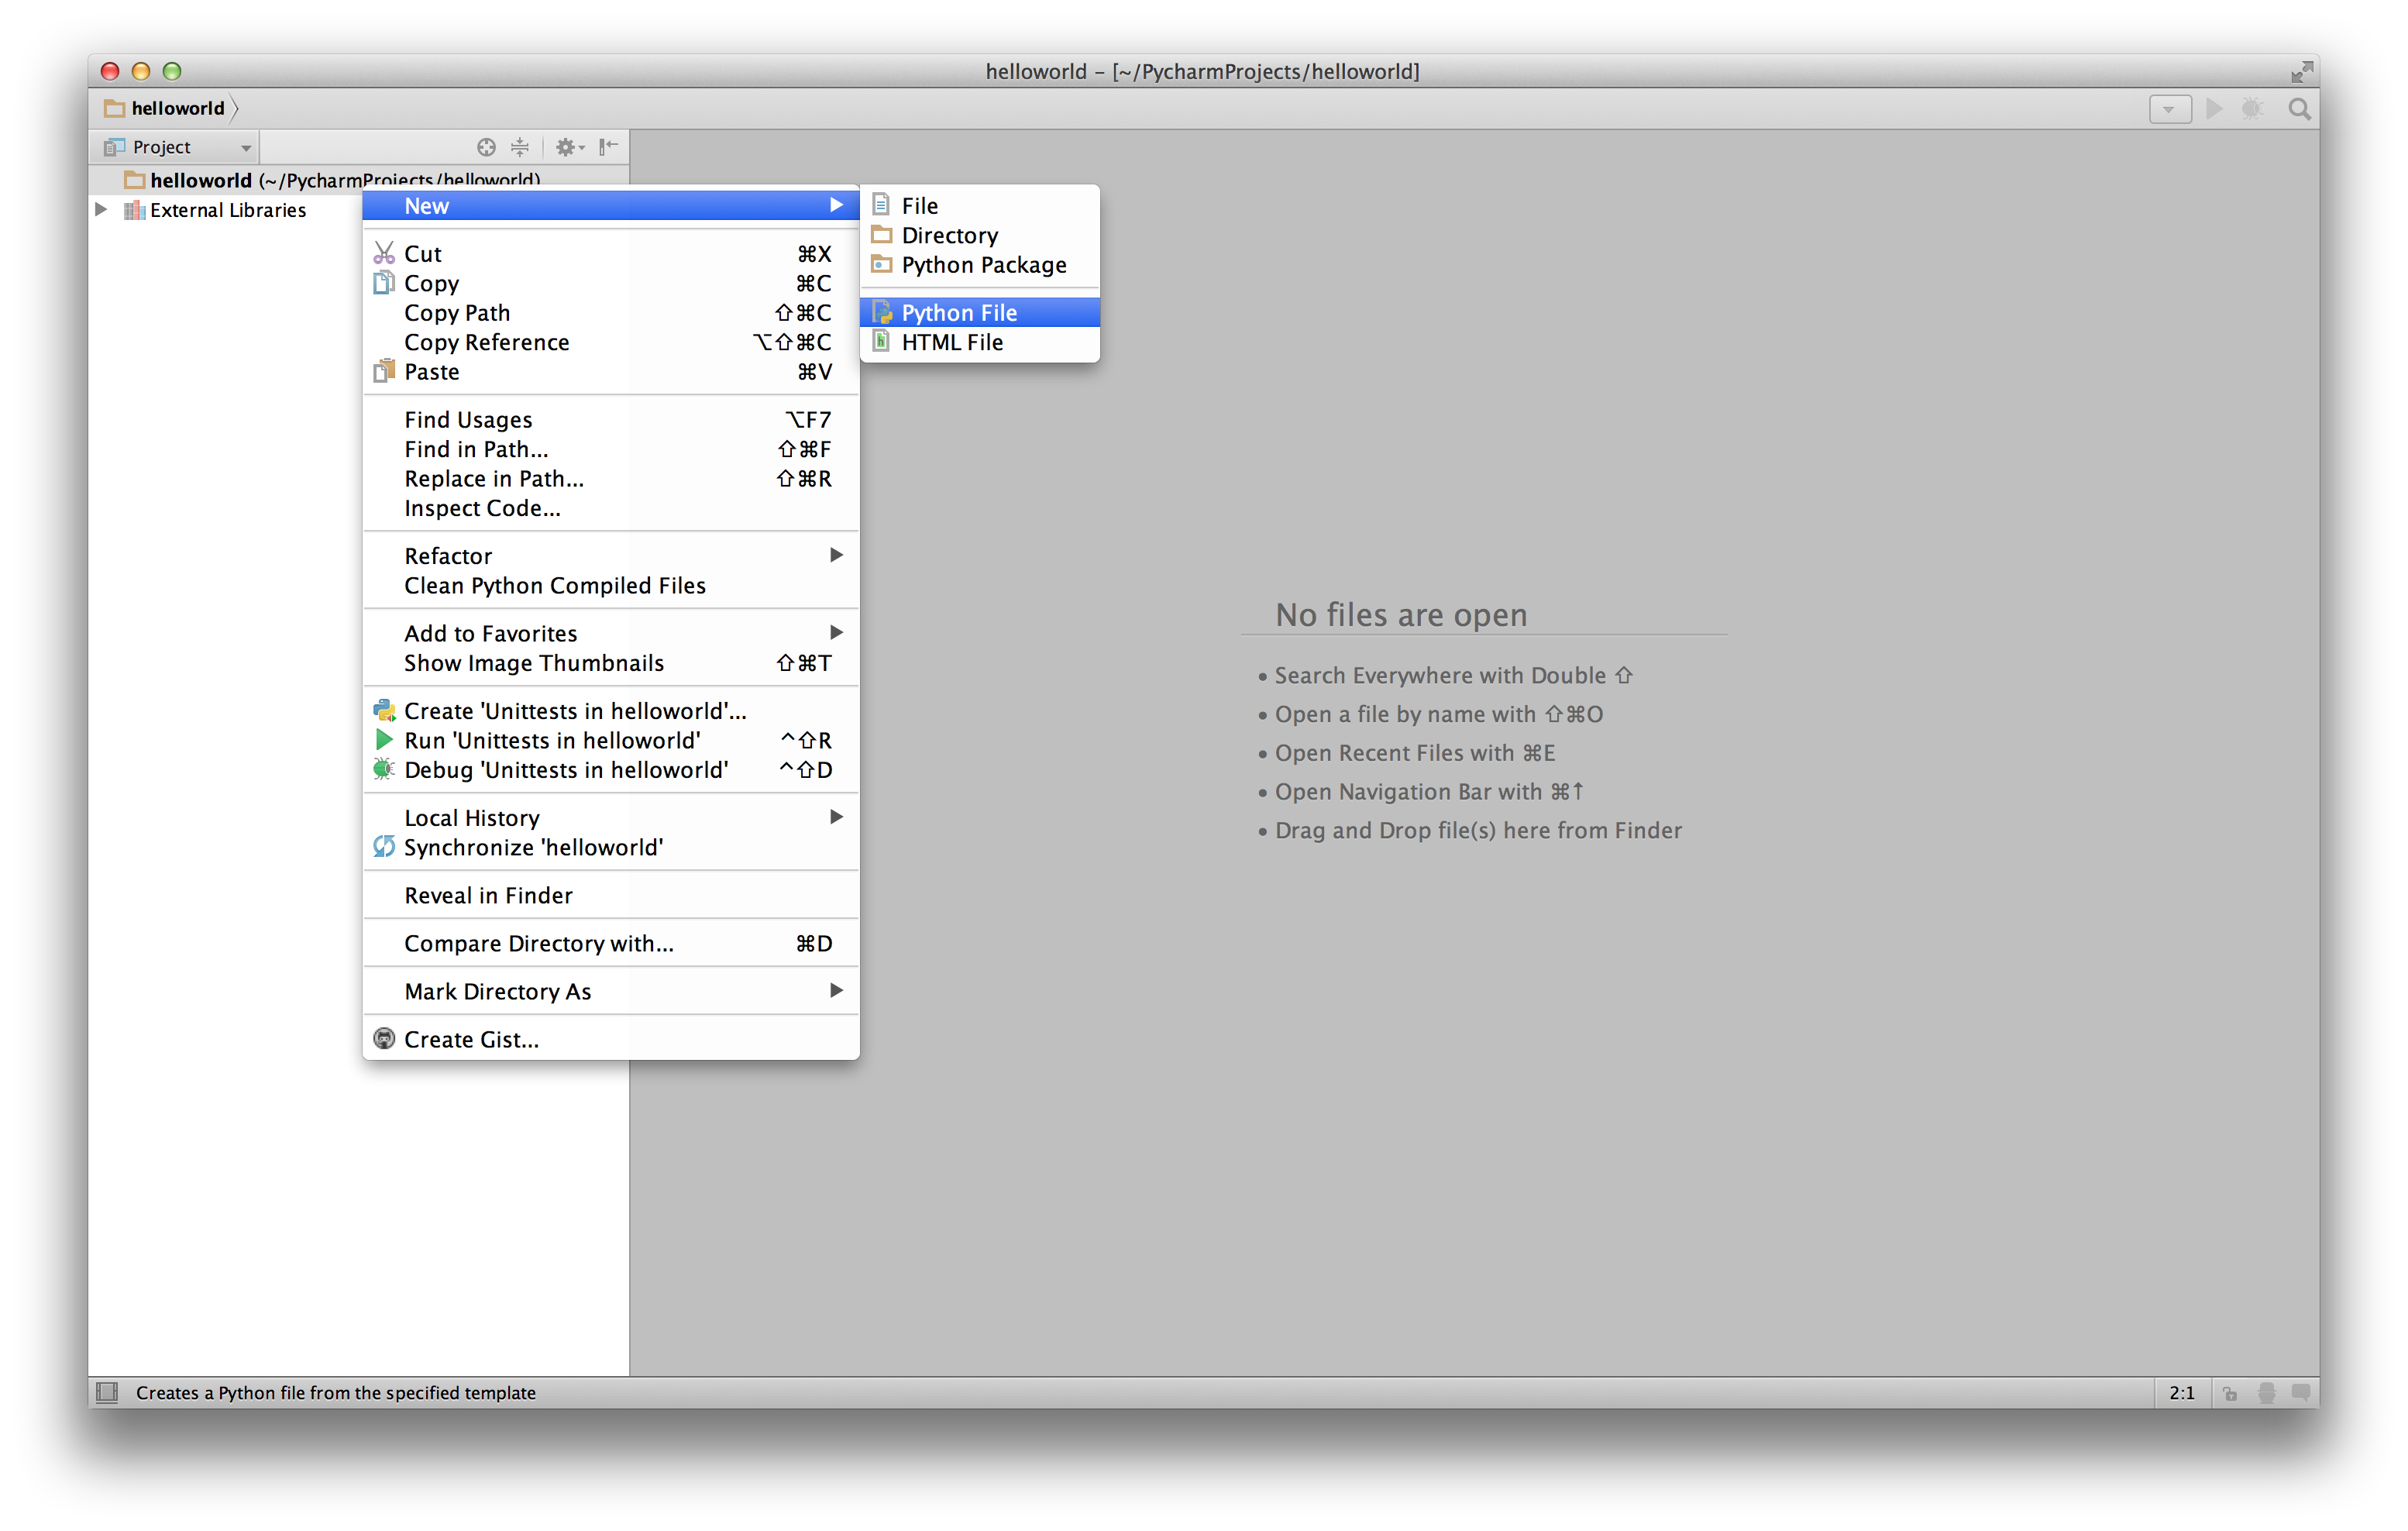 helloworld – [~/PycharmProjects/helloworld]
helloworld
Project
helloworld (~/PycharmProjects/helloworld)
External Libraries
New
Cut ⌘X
Copy ⌘C
Copy Path ⇧⌘C
Copy Reference ⌥⇧⌘C
Paste ⌘V
Find Usages ⌥F7
Find in Path... ⇧⌘F
Replace in Path... ⇧⌘R
Inspect Code...
Refactor
Clean Python Compiled Files
Add to Favorites
Show Image Thumbnails ⇧⌘T
Create 'Unittests in helloworld'...
Run 'Unittests in helloworld' ^⇧R
Debug 'Unittests in helloworld' ^⇧D
Local History
Synchronize 'helloworld'
Reveal in Finder
Compare Directory with... ⌘D
Mark Directory As
Create Gist...
File
Directory
Python Package
Python File
HTML File
No files are open
• Search Everywhere with Double ⇧
• Open a file by name with ⇧⌘O
• Open Recent Files with ⌘E
• Open Navigation Bar with ⌘↑
• Drag and Drop file(s) here from Finder
Creates a Python file from the specified template
2:1